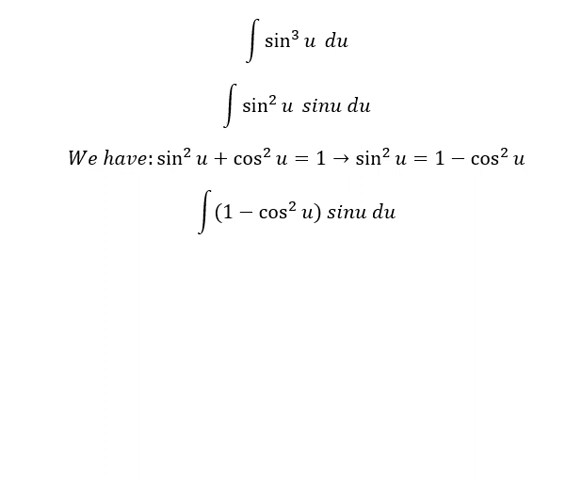 ∫ sin³ u du
∫ sin² u sinu du
We have: sin² u + cos² u = 1 → sin² u = 1 − cos² u
∫ (1 − cos² u) sinu du